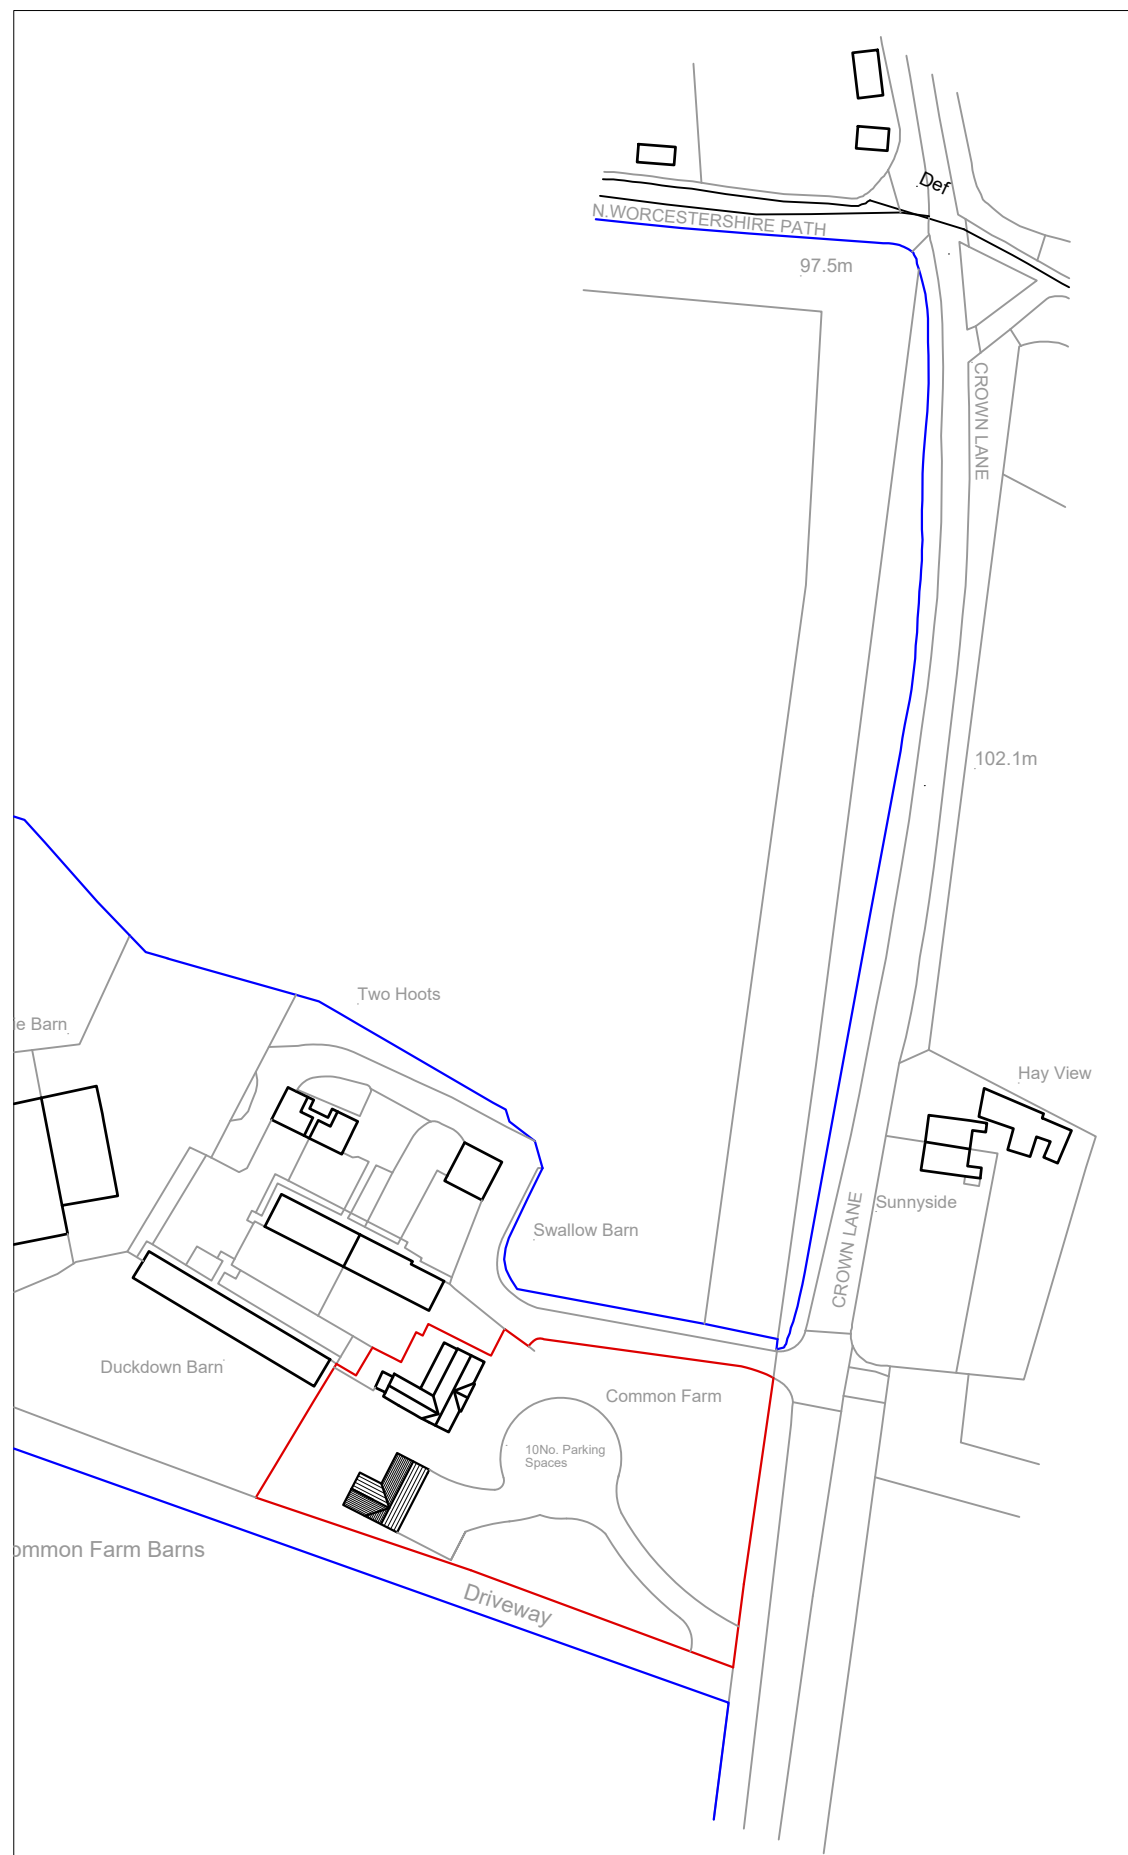 Def
N.WORCESTERSHIRE PATH
97.5m
CROWN LANE
102.1m
Two Hoots
e Barn
Hay View
Sunnyside
Swallow Barn
CROWN LANE
Duckdown Barn
Common Farm
10No. Parking
Spaces
ommon Farm Barns
Driveway